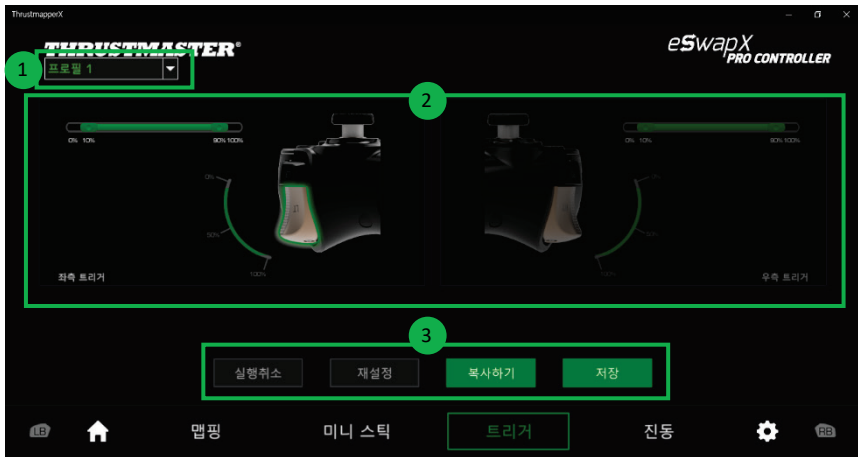 ThrustmapperX
THRUSTMASTER®
eSwapX
PRO CONTROLLER
1
프로필 1
2
0% 10% 90% 100%
0%
50%
100%
좌측 트리거
0% 10% 90% 100%
0%
50%
100%
우측 트리거
3
실행취소 재설정 복사하기 저장
LB 맵핑 미니 스틱 트리거 진동 RB